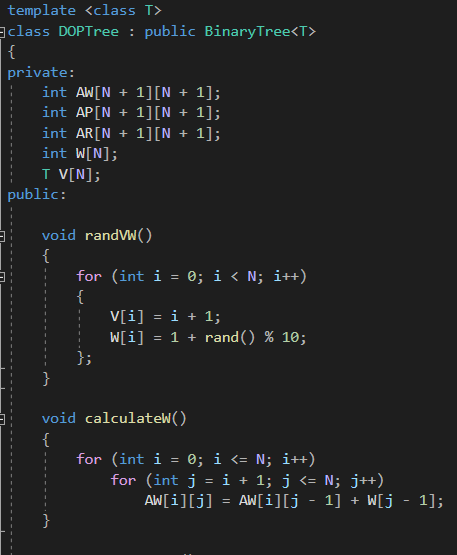 template <class T>
class DOPTree : public BinaryTree<T>
{
private:
    int AW[N + 1][N + 1];
    int AP[N + 1][N + 1];
    int AR[N + 1][N + 1];
    int W[N];
    T V[N];
public:
    void randVW()
    {
        for (int i = 0; i < N; i++)
        {
            V[i] = i + 1;
            W[i] = 1 + rand() % 10;
        };
    }
    void calculateW()
    {
        for (int i = 0; i <= N; i++)
            for (int j = i + 1; j <= N; j++)
                AW[i][j] = AW[i][j - 1] + W[j - 1];
    }